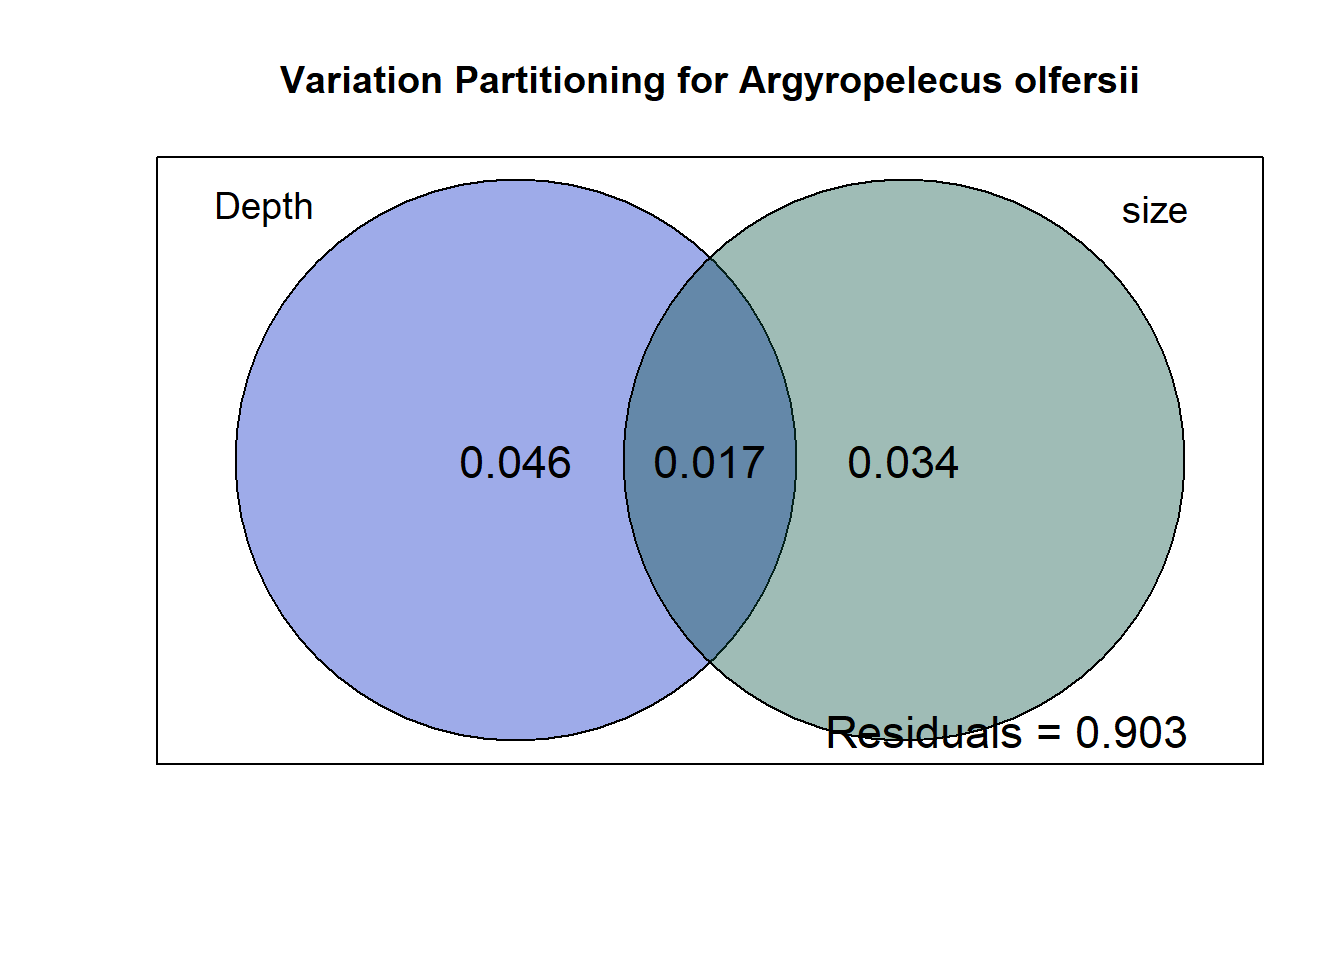 Variation Partitioning for Argyropelecus olfersii
Depth
size
0.046
0.017
0.034
Residuals = 0.903